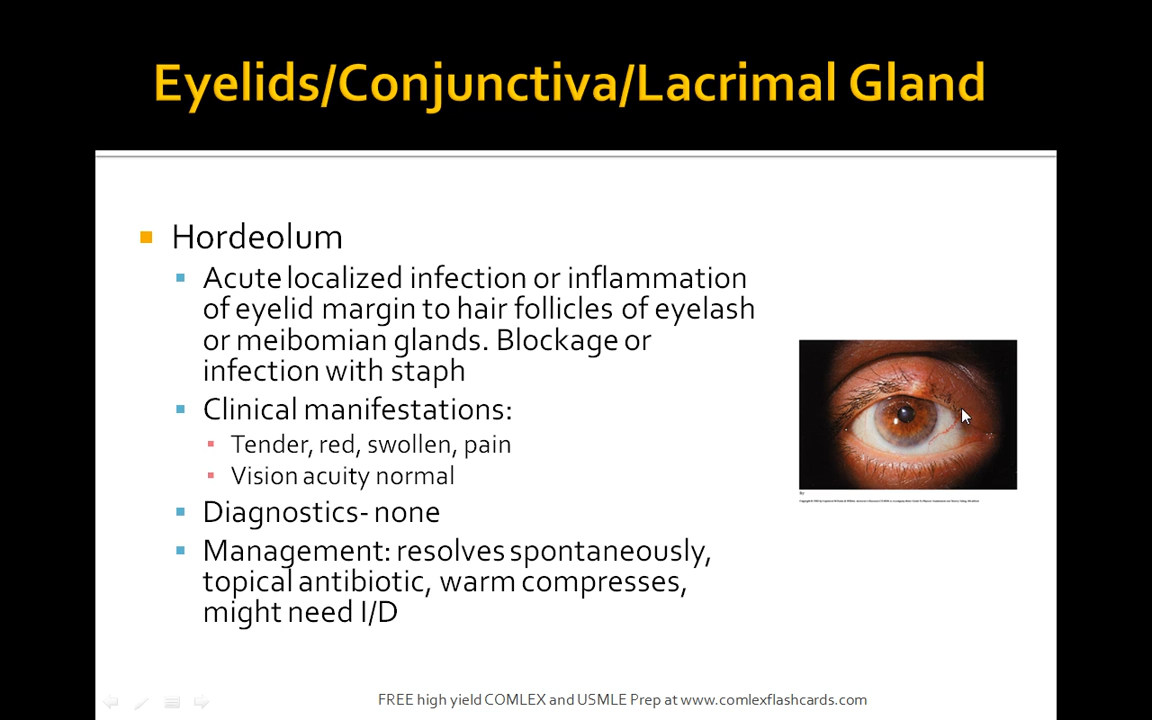 Eyelids/Conjunctiva/Lacrimal Gland
Hordeolum
Acute localized infection or inflammation
of eyelid margin to hair follicles of eyelash
or meibomian glands. Blockage or
infection with staph
Clinical manifestations:
Tender, red, swollen, pain
Vision acuity normal
Diagnostics- none
Management: resolves spontaneously,
topical antibiotic, warm compresses,
might need I/D
FREE high yield COMLEX and USMLE Prep at www.comlexflashcards.com